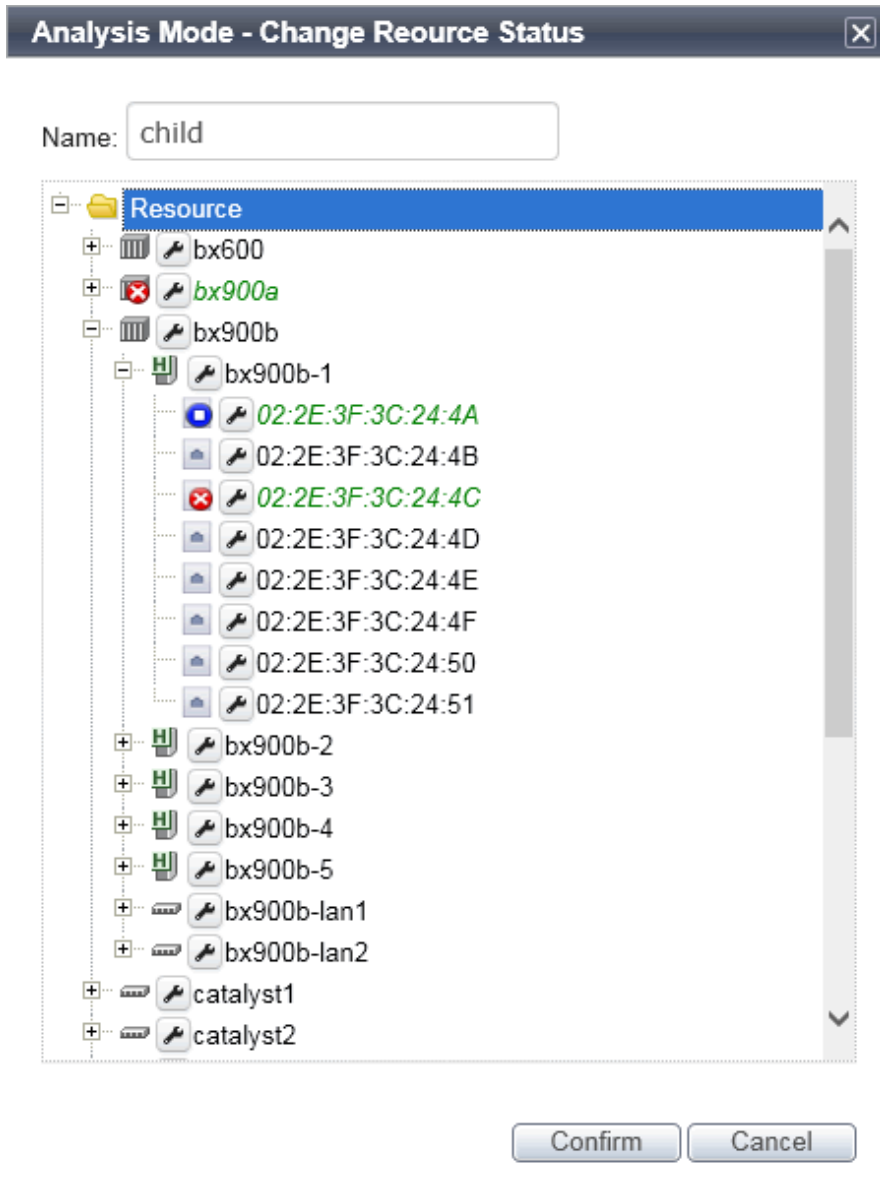 Analysis Mode - Change Reource Status
Name: child
Resource
bx600
bx900a
bx900b
H bx900b-1
02:2E:3F:3C:24:4A
02:2E:3F:3C:24:4B
02:2E:3F:3C:24:4C
02:2E:3F:3C:24:4D
02:2E:3F:3C:24:4E
02:2E:3F:3C:24:4F
02:2E:3F:3C:24:50
02:2E:3F:3C:24:51
H bx900b-2
H bx900b-3
H bx900b-4
H bx900b-5
bx900b-lan1
bx900b-lan2
catalyst1
catalyst2
Confirm Cancel